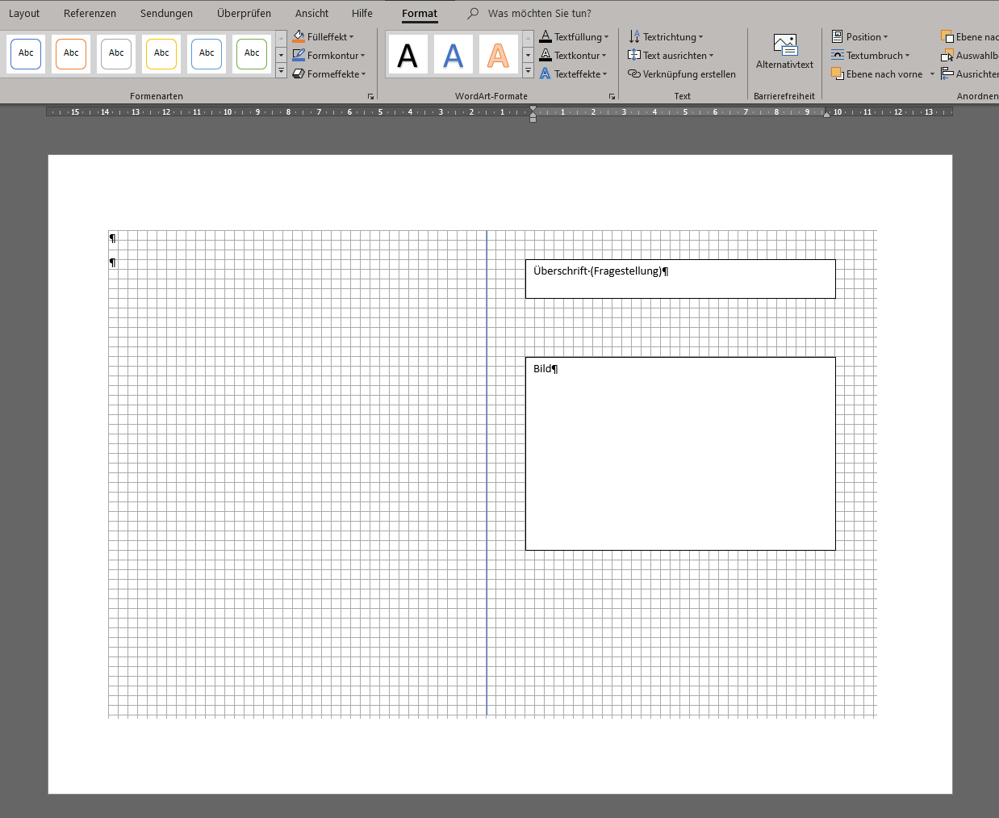 Layout Referenzen Sendungen Überprüfen Ansicht Hilfe Format Was möchten Sie tun?
Abc Abc Abc Abc Abc Abc
Fülleffekt
Formkontur
Formeffekte
Formenarten
A A A
Textfüllung
Textkontur
Texteffekte
WordArt-Formate
Textrichtung
Text ausrichten
Verknüpfung erstellen
Text
Alternativtext
Barrierefreiheit
Position
Textumbruch
Ebene nach vorne
Ebene nac
Auswahlb
Ausrichten
Anordnen
15 14 13 12 11 10 9 8 7 6 5 4 3 2 1 1 2 3 4 5 6 7 8 9 10 11 12 13
¶
¶
Überschrift·(Fragestellung)¶
Bild¶